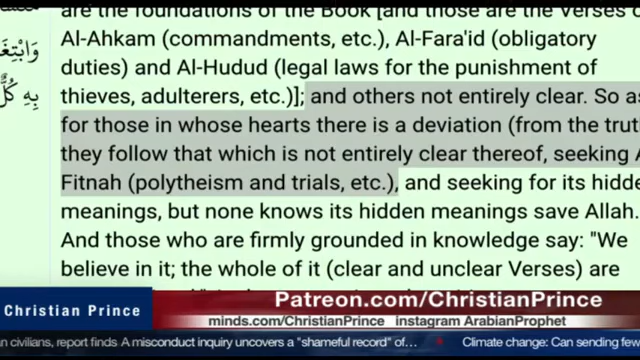 are the foundations of the Book [and those are the Verses
Al-Ahkam (commandments, etc.), Al-Fara'id (obligatory
duties) and Al-Hudud (legal laws for the punishment of
thieves, adulterers, etc.)]; and others not entirely clear. So
for those in whose hearts there is a deviation (from the
they follow that which is not entirely clear thereof, seeking
Fitnah (polytheism and trials, etc.), and seeking for its
meanings, but none knows its hidden meanings save Allah.
And those who are firmly grounded in knowledge say: "We
believe in it; the whole of it (clear and unclear Verses) are
Christian Prince
Patreon.com/ChristianPrince
minds.com/ChristianPrince instagram ArabianProphet
civilians, report finds A misconduct inquiry uncovers a "shameful record" of... Climate change: Can sending few